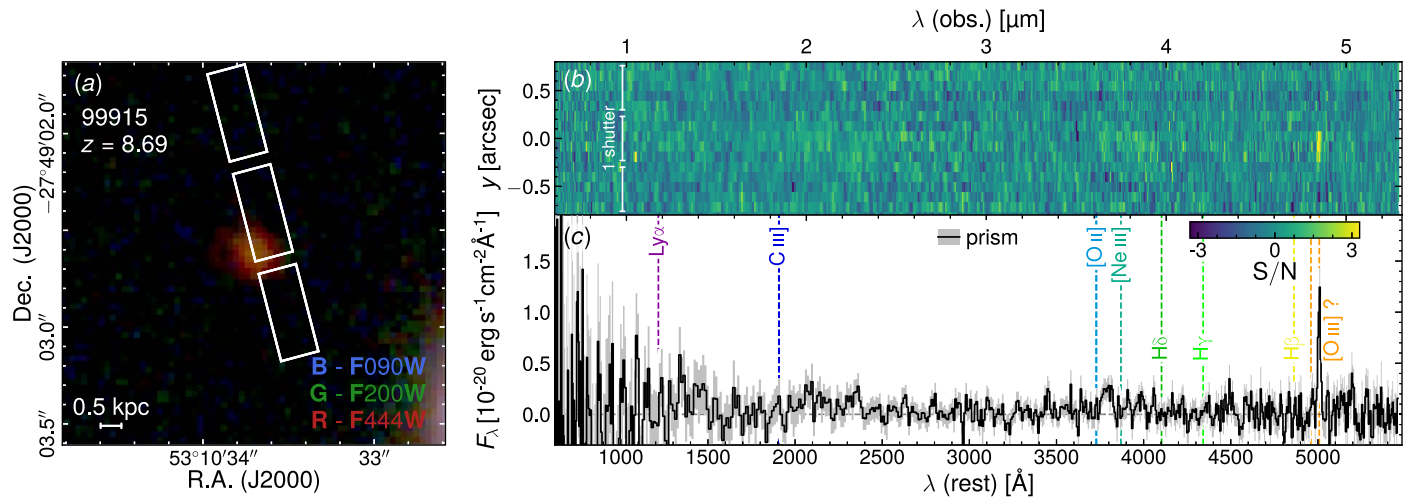 (a)
99915
z = 8.69
B - F090W
G - F200W
R - F444W
0.5 kpc
Dec. (J2000)
−27°49′02.0″
03.0″
03.5″
53°10′34″
33″
R.A. (J2000)
λ (obs.) [μm]
1 2 3 4 5
(b)
1 shutter
y [arcsec]
0.5
0.0
−0.5
(c)
prism
Lyα
C III]
[O II]
[Ne III]
Hδ
Hγ
Hβ
[O III] ?
-3 0 3
S/N
F_λ [10⁻²⁰ erg s⁻¹cm⁻²Å⁻¹]
1.5
1.0
0.5
0.0
1000 1500 2000 2500 3000 3500 4000 4500 5000
λ (rest) [Å]